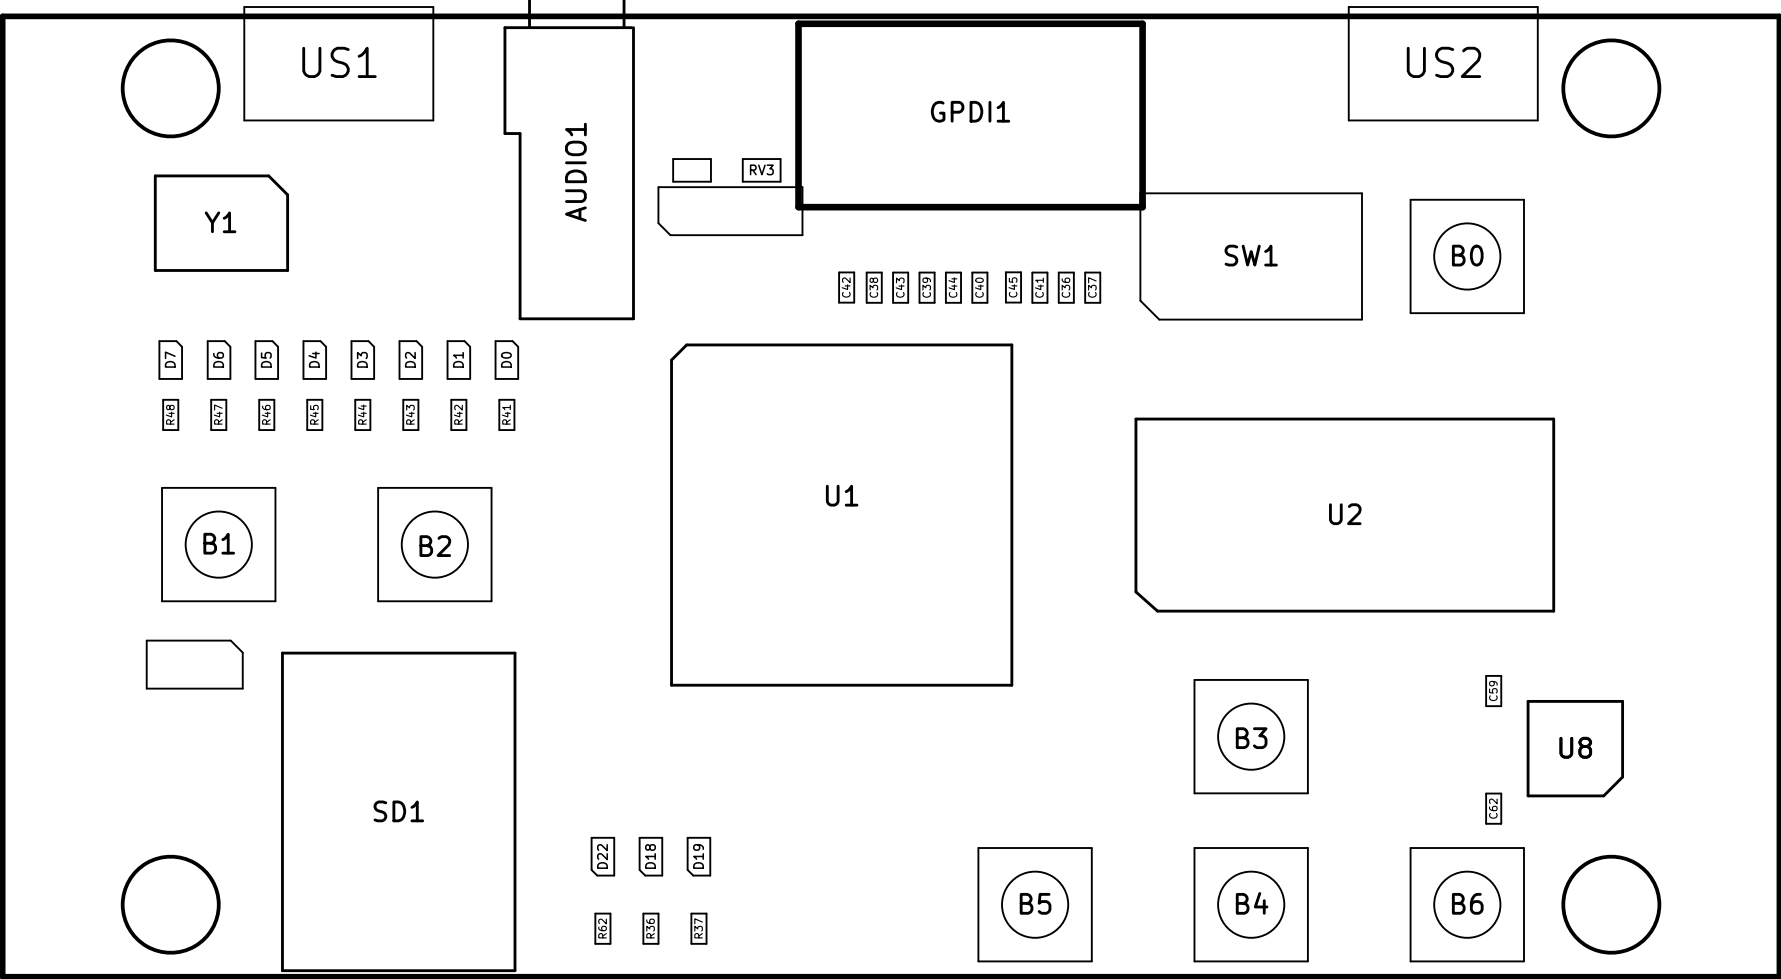 US1
US2
GPDI1
AUDIO1
RV3
Y1
SW1
B0
C42
C38
C43
C39
C44
C40
C45
C41
C36
C37
D7
D6
D5
D4
D3
D2
D1
D0
R48
R47
R46
R45
R44
R43
R42
R41
U1
U2
B1
B2
C59
B3
U8
SD1
C62
D22
D18
D19
B5
B4
B6
R62
R36
R37